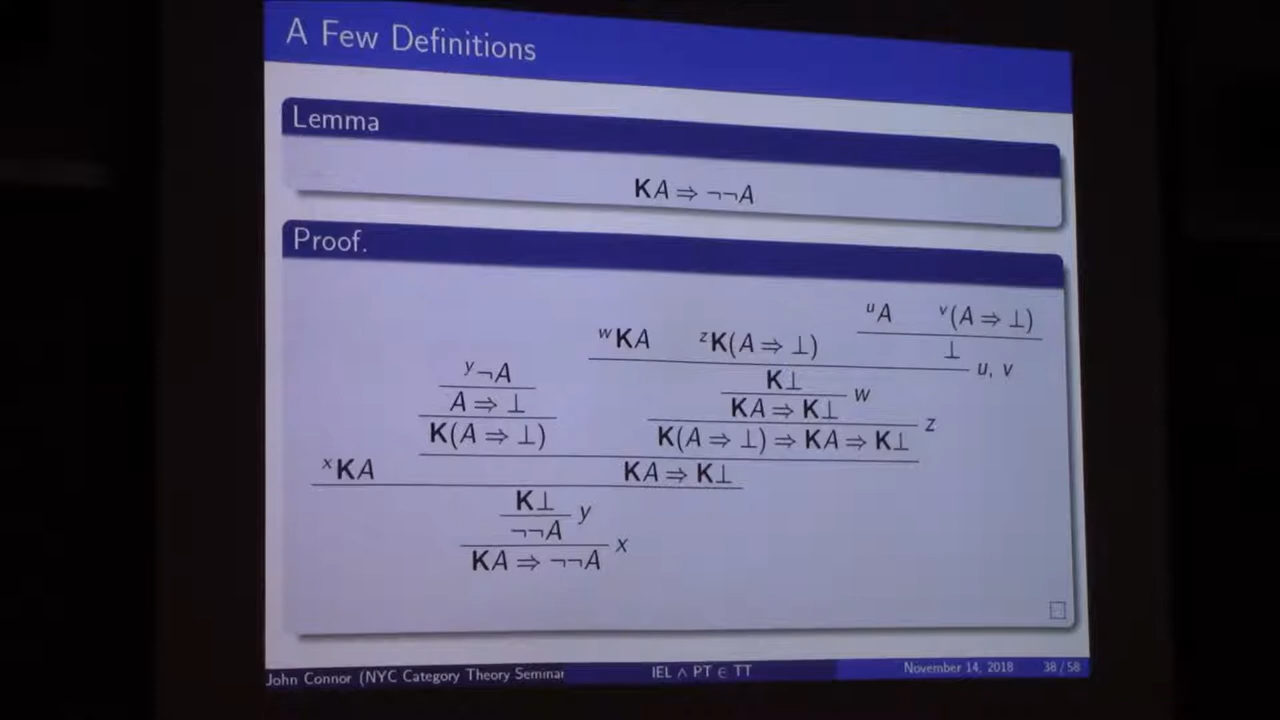 A Few Definitions
Lemma
KA ⇒ ¬¬A
Proof.
uA v(A ⇒ ⊥)
wKA zK(A ⇒ ⊥) ⊥ u, v
y¬A K⊥ w
A ⇒ ⊥ KA ⇒ K⊥ z
K(A ⇒ ⊥) K(A ⇒ ⊥) ⇒ KA ⇒ K⊥
xKA KA ⇒ K⊥
K⊥ y
¬¬A x
KA ⇒ ¬¬A
John Connor (NYC Category Theory Seminar IEL ∧ PT ∈ TT November 14, 2018 38 / 58